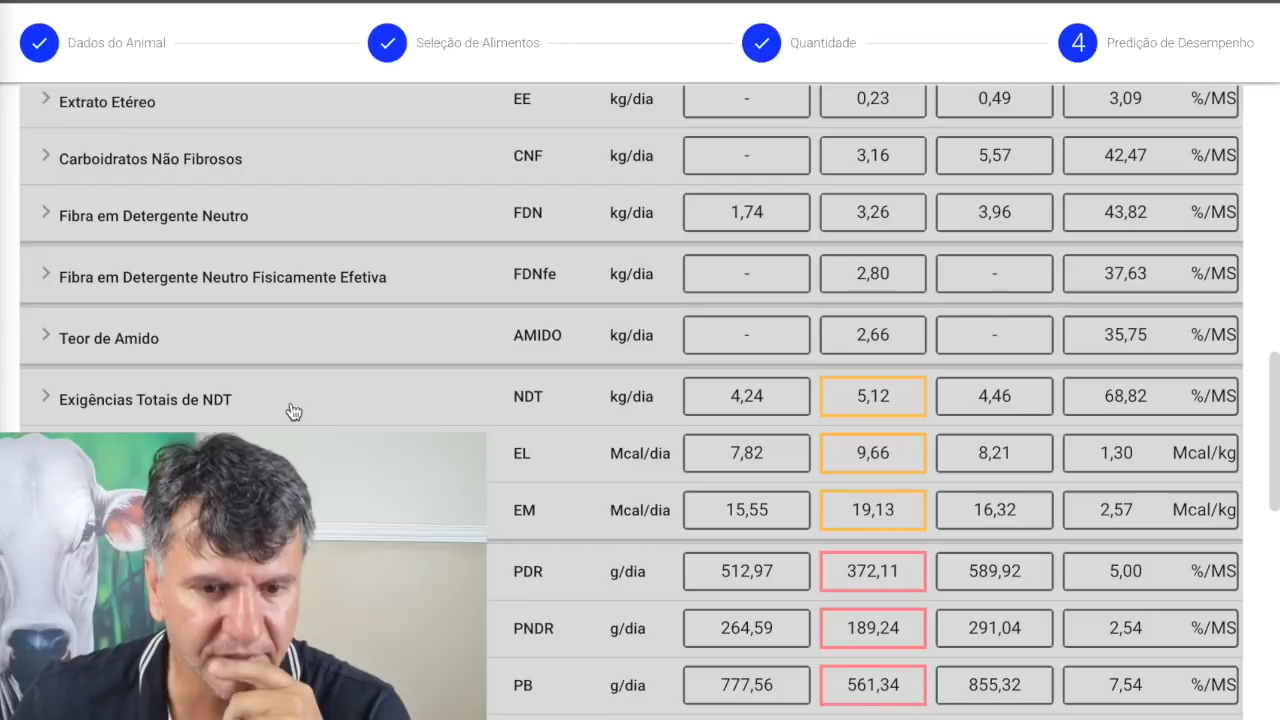 Dados do Animal Seleção de Alimentos Quantidade 4 Predição de Desempenho
Extrato Etéreo EE kg/dia - 0,23 0,49 3,09 %/MS
Carboidratos Não Fibrosos CNF kg/dia - 3,16 5,57 42,47 %/MS
Fibra em Detergente Neutro FDN kg/dia 1,74 3,26 3,96 43,82 %/MS
Fibra em Detergente Neutro Fisicamente Efetiva FDNfe kg/dia - 2,80 - 37,63 %/MS
Teor de Amido AMIDO kg/dia - 2,66 - 35,75 %/MS
Exigências Totais de NDT NDT kg/dia 4,24 5,12 4,46 68,82 %/MS
EL Mcal/dia 7,82 9,66 8,21 1,30 Mcal/kg
EM Mcal/dia 15,55 19,13 16,32 2,57 Mcal/kg
PDR g/dia 512,97 372,11 589,92 5,00 %/MS
PNDR g/dia 264,59 189,24 291,04 2,54 %/MS
PB g/dia 777,56 561,34 855,32 7,54 %/MS